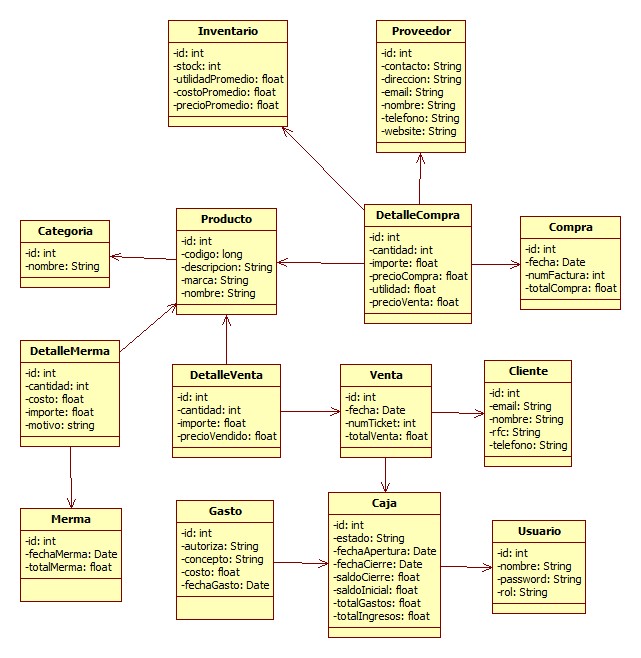 Inventario
-id: int
-stock: int
-utilidadPromedio: float
-costoPromedio: float
-precioPromedio: float
Proveedor
-id: int
-contacto: String
-direccion: String
-email: String
-nombre: String
-telefono: String
-website: String
Categoria
-id: int
-nombre: String
Producto
-id: int
-codigo: long
-descripcion: String
-marca: String
-nombre: String
DetalleCompra
-id: int
-cantidad: int
-importe: float
-precioCompra: float
-utilidad: float
-precioVenta: float
Compra
-id: int
-fecha: Date
-numFactura: int
-totalCompra: float
DetalleMerma
-id: int
-cantidad: int
-costo: float
-importe: float
-motivo: string
DetalleVenta
-id: int
-cantidad: int
-importe: float
-precioVendido: float
Venta
-id: int
-fecha: Date
-numTicket: int
-totalVenta: float
Cliente
-id: int
-email: String
-nombre: String
-rfc: String
-telefono: String
Merma
-id: int
-fechaMerma: Date
-totalMerma: float
Gasto
-id: int
-autoriza: String
-concepto: String
-costo: float
-fechaGasto: Date
Caja
-id: int
-estado: String
-fechaApertura: Date
-fechaCierre: Date
-saldoCierre: float
-saldoInicial: float
-totalGastos: float
-totalIngresos: float
Usuario
-id: int
-nombre: String
-password: String
-rol: String